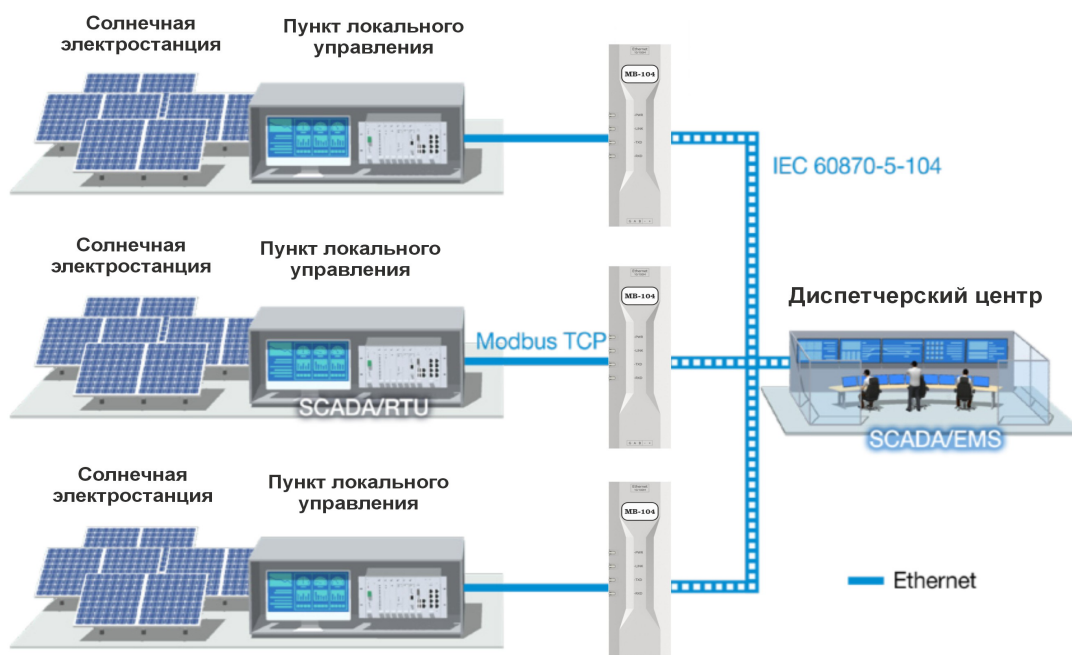 Солнечная
электростанция
Пункт локального
управления
MB-104
IEC 60870-5-104
Солнечная
электростанция
Пункт локального
управления
SCADA/RTU
Modbus TCP
MB-104
Диспетчерский центр
SCADA/EMS
Солнечная
электростанция
Пункт локального
управления
MB-104
Ethernet